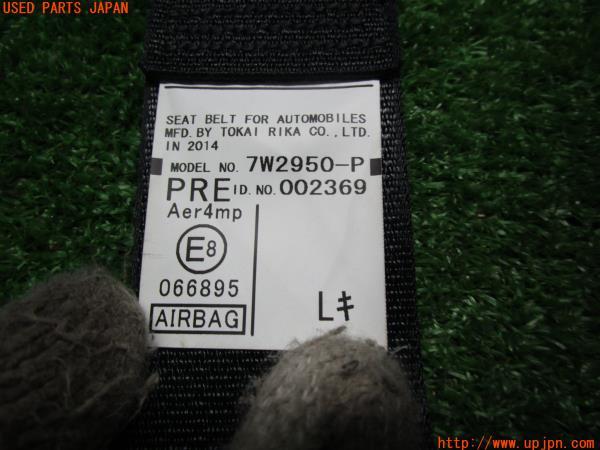 USED PARTS JAPAN
SEAT BELT FOR AUTOMOBILES
MFD. BY TOKAI RIKA CO., LTD.
IN 2014
MODEL NO. 7W2950-P
PRE ID. NO. 002369
Aer4mp
E8
066895
AIRBAG
Lキ
http://www.upjpn.com/